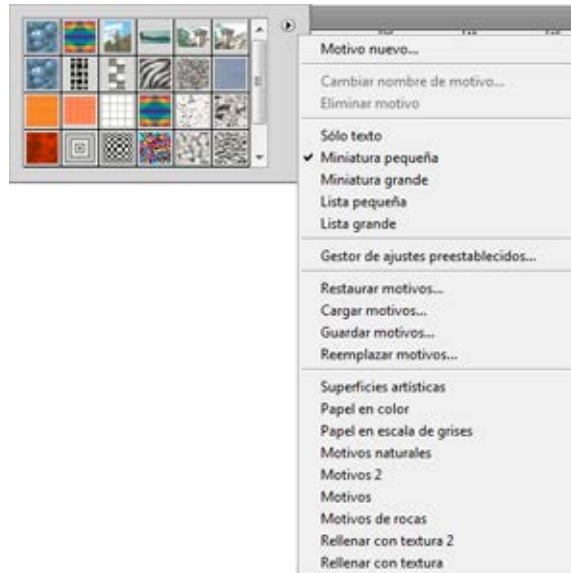 Motivo nuevo...
Cambiar nombre de motivo...
Eliminar motivo
Sólo texto
Miniatura pequeña
Miniatura grande
Lista pequeña
Lista grande
Gestor de ajustes preestablecidos...
Restaurar motivos...
Cargar motivos...
Guardar motivos...
Reemplazar motivos...
Superficies artísticas
Papel en color
Papel en escala de grises
Motivos naturales
Motivos 2
Motivos
Motivos de rocas
Rellenar con textura 2
Rellenar con textura